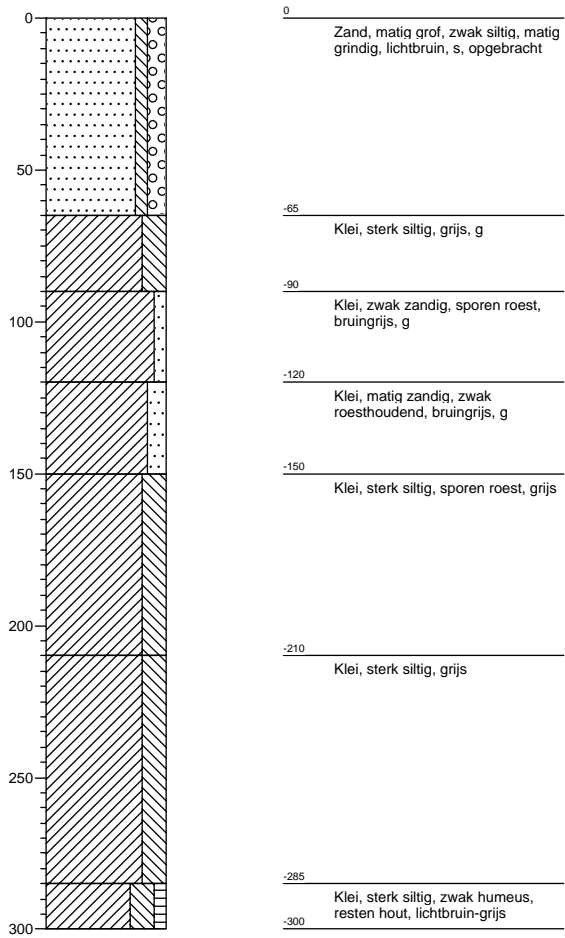 0
50
100
150
200
250
300
0
Zand, matig grof, zwak siltig, matig
grindig, lichtbruin, s, opgebracht
-65
Klei, sterk siltig, grijs, g
-90
Klei, zwak zandig, sporen roest,
bruingrijs, g
-120
Klei, matig zandig, zwak
roesthoudend, bruingrijs, g
-150
Klei, sterk siltig, sporen roest, grijs
-210
Klei, sterk siltig, grijs
-285
Klei, sterk siltig, zwak humeus,
resten hout, lichtbruin-grijs
-300